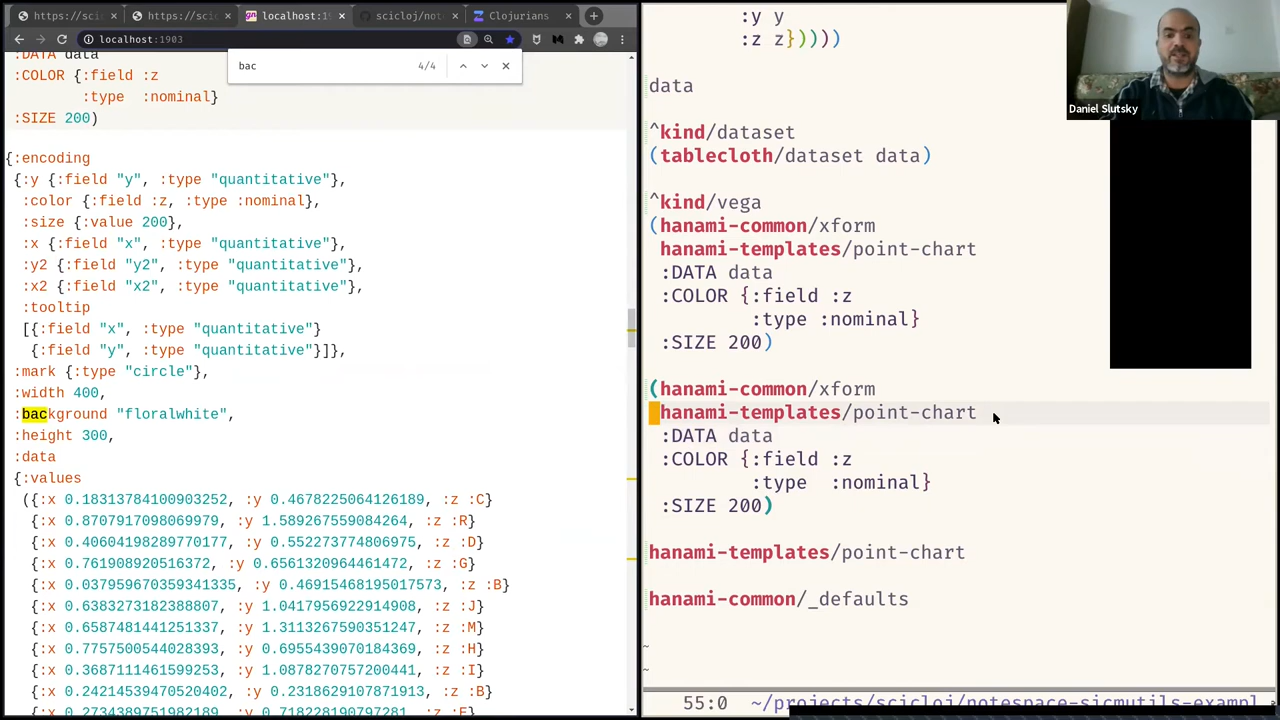 https://scic
https://scic
localhost:19
scicloj/not
Clojurians
localhost:1903
bac 4/4
:DATA data
:COLOR {:field :z
:type :nominal}
:SIZE 200)
{:encoding
{:y {:field "y", :type "quantitative"},
:color {:field :z, :type :nominal},
:size {:value 200},
:x {:field "x", :type "quantitative"},
:y2 {:field "y2", :type "quantitative"},
:x2 {:field "x2", :type "quantitative"},
:tooltip
[{:field "x", :type "quantitative"}
{:field "y", :type "quantitative"}]},
:mark {:type "circle"},
:width 400,
:background "floralwhite",
:height 300,
:data
{:values
({:x 0.18313784100903252, :y 0.4678225064126189, :z :C}
{:x 0.8707917098069979, :y 1.589267559084264, :z :R}
{:x 0.40604198289770177, :y 0.552273774806975, :z :D}
{:x 0.761908920516372, :y 0.6561320964461472, :z :G}
{:x 0.037959670359341335, :y 0.46915468195017573, :z :B}
{:x 0.6383273182388807, :y 1.0417956922914908, :z :J}
{:x 0.6587481441251337, :y 1.3113267590351247, :z :M}
{:x 0.7757500544028393, :y 0.6955439070184369, :z :H}
{:x 0.3687111461599253, :y 1.0878270757200441, :z :I}
{:x 0.24214539470520402, :y 0.2318629107871913, :z :B}
{:x 0.2734389751982189, :y 0.718228190797281, :z :E}
:y y
:z z}))))
data
^kind/dataset
(tablecloth/dataset data)
^kind/vega
(hanami-common/xform
hanami-templates/point-chart
:DATA data
:COLOR {:field :z
:type :nominal}
:SIZE 200)
(hanami-common/xform
hanami-templates/point-chart
:DATA data
:COLOR {:field :z
:type :nominal}
:SIZE 200)
hanami-templates/point-chart
hanami-common/_defaults
~
~
55:0 ~/projects/scicloj/notespace-sicmutils-exampl
Daniel Slutsky